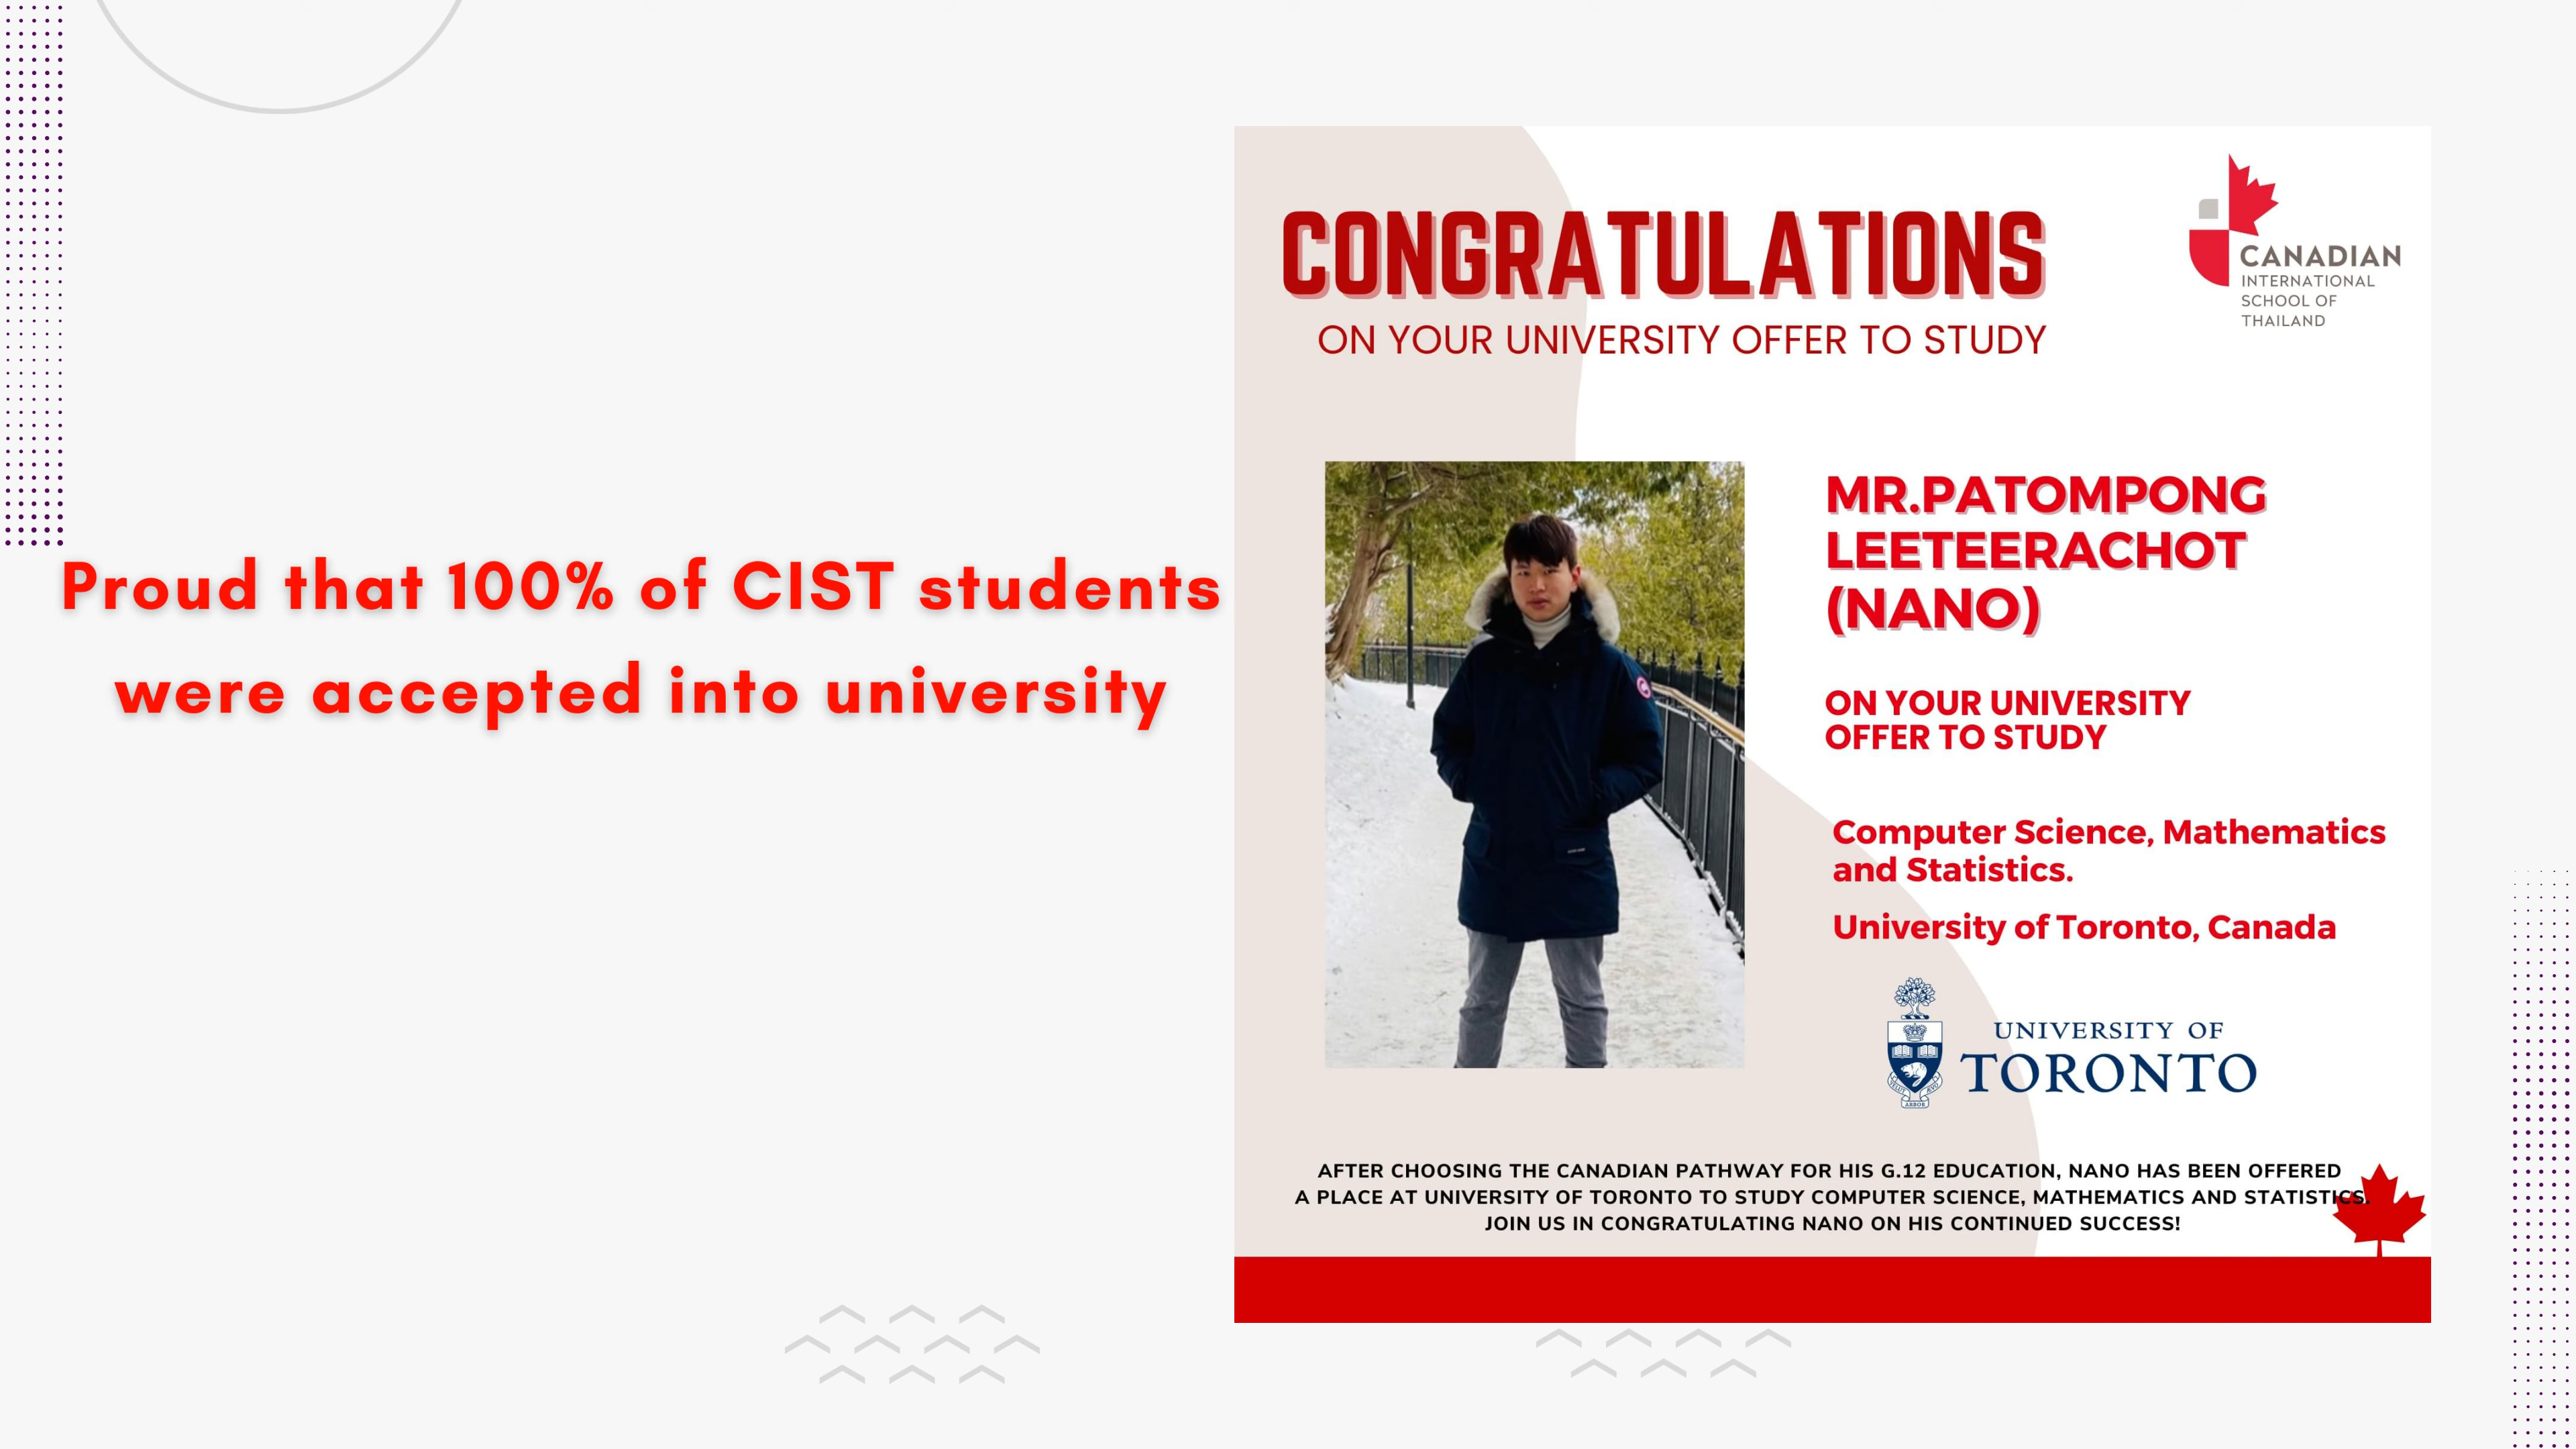 Proud that 100% of CIST students
were accepted into university
CONGRATULATIONS
ON YOUR UNIVERSITY OFFER TO STUDY
CANADIAN
INTERNATIONAL
SCHOOL OF
THAILAND
MR.PATOMPONG
LEETEERACHOT
(NANO)
ON YOUR UNIVERSITY
OFFER TO STUDY
Computer Science, Mathematics
and Statistics.
University of Toronto, Canada
UNIVERSITY OF
TORONTO
AFTER CHOOSING THE CANADIAN PATHWAY FOR HIS G.12 EDUCATION, NANO HAS BEEN OFFERED
A PLACE AT UNIVERSITY OF TORONTO TO STUDY COMPUTER SCIENCE, MATHEMATICS AND STATISTICS.
JOIN US IN CONGRATULATING NANO ON HIS CONTINUED SUCCESS!